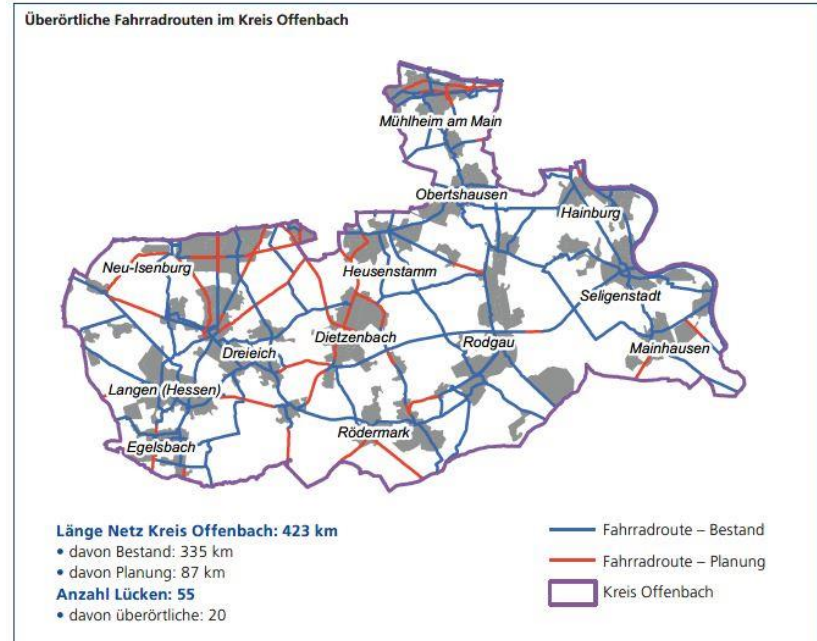 Überörtliche Fahrradrouten im Kreis Offenbach
Mühlheim am Main
Obertshausen
Hainburg
Neu-Isenburg
Heusenstamm
Seligenstadt
Dietzenbach
Rodgau
Mainhausen
Dreieich
Langen (Hessen)
Rödermark
Egelsbach
Länge Netz Kreis Offenbach: 423 km
• davon Bestand: 335 km
• davon Planung: 87 km
Anzahl Lücken: 55
• davon überörtliche: 20
Fahrradroute – Bestand
Fahrradroute – Planung
Kreis Offenbach